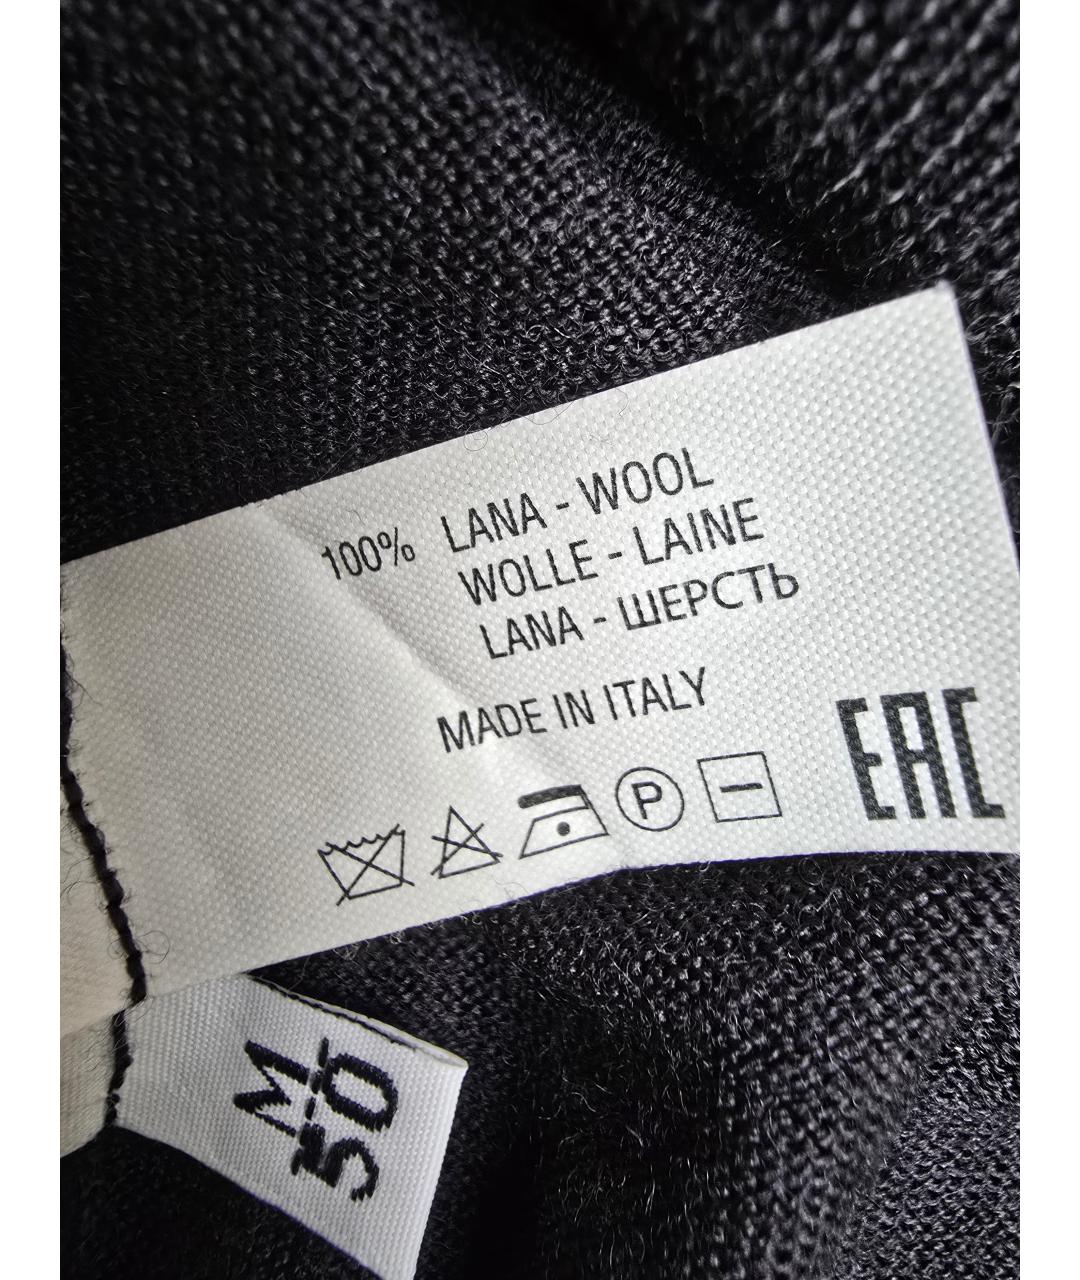 100% LANA - WOOL
WOLLE - LAINE
LANA - ШЕРСТЬ
MADE IN ITALY
P
EAC
M
50